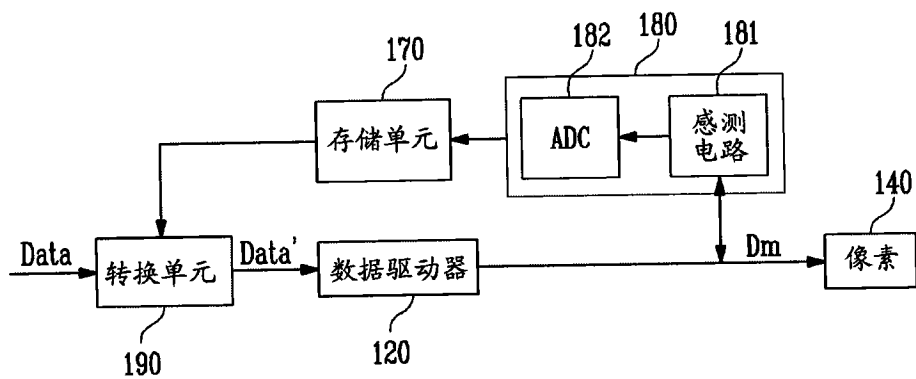 182
180
181
170
存储单元
ADC
感测
电路
140
Data
转换单元
Data'
数据驱动器
Dm
像素
190
120